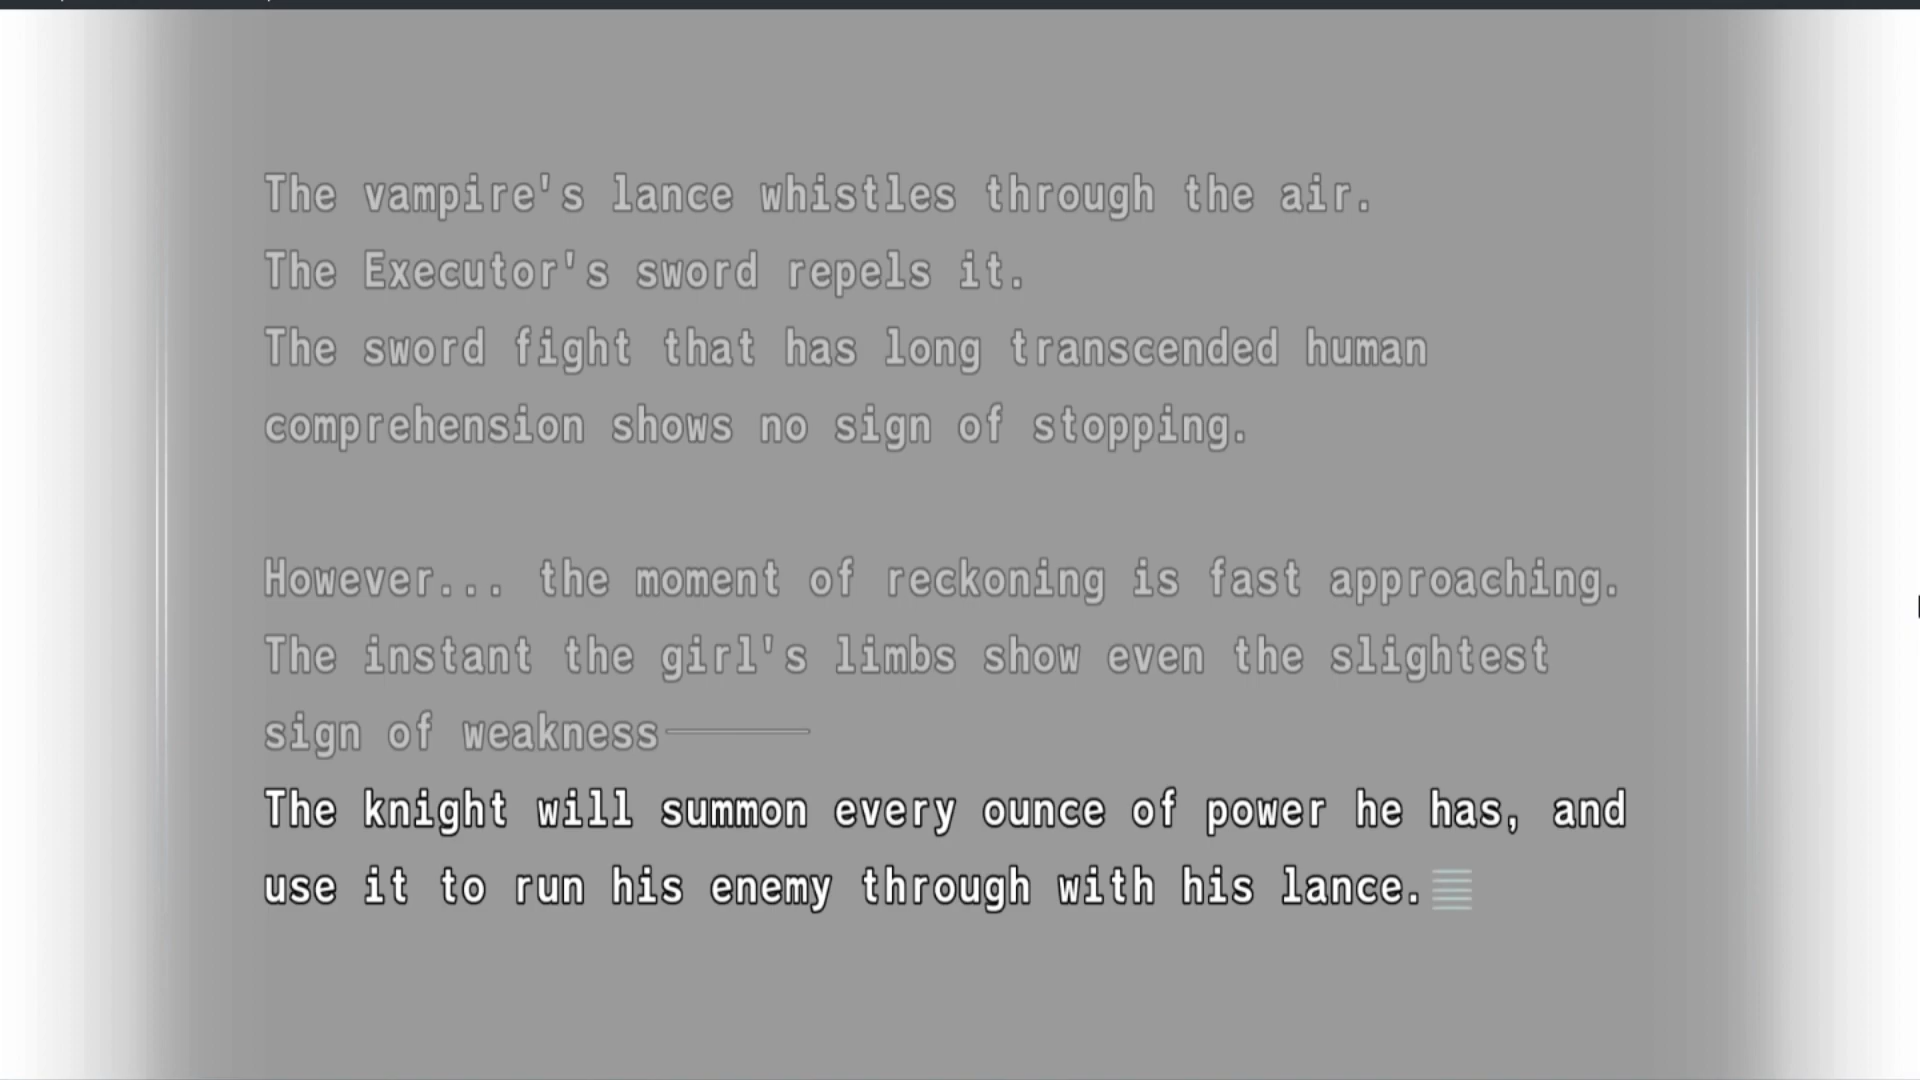 The vampire's lance whistles through the air.
The Executor's sword repels it.
The sword fight that has long transcended human
comprehension shows no sign of stopping.
However... the moment of reckoning is fast approaching.
The instant the girl's limbs show even the slightest
sign of weakness———
The knight will summon every ounce of power he has, and
use it to run his enemy through with his lance.